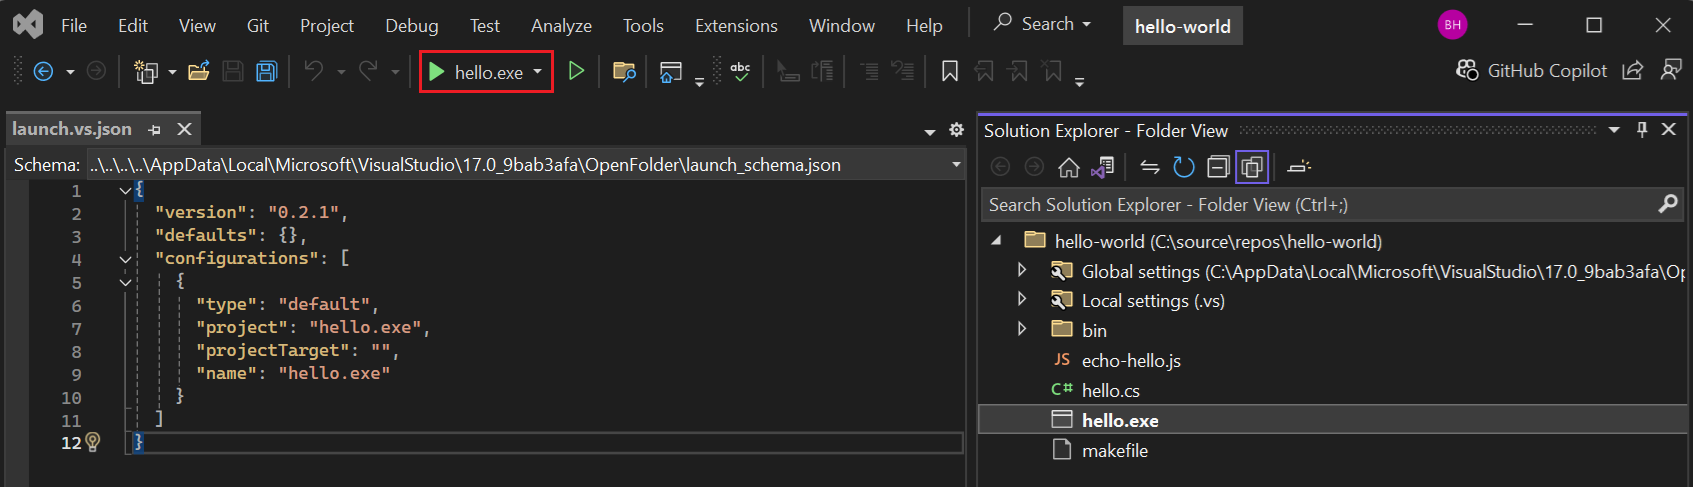 File Edit View Git Project Debug Test Analyze Tools Extensions Window Help Search hello-world BH
hello.exe abc GitHub Copilot
launch.vs.json
Schema: ..\..\..\..\AppData\Local\Microsoft\VisualStudio\17.0_9bab3afa\OpenFolder\launch_schema.json
1 {
2 "version": "0.2.1",
3 "defaults": {},
4 "configurations": [
5 {
6 "type": "default",
7 "project": "hello.exe",
8 "projectTarget": "",
9 "name": "hello.exe"
10 }
11 ]
12 }
Solution Explorer - Folder View
Search Solution Explorer - Folder View (Ctrl+;)
hello-world (C:\source\repos\hello-world)
Global settings (C:\AppData\Local\Microsoft\VisualStudio\17.0_9bab3afa\Op
Local settings (.vs)
bin
JS echo-hello.js
C# hello.cs
hello.exe
makefile